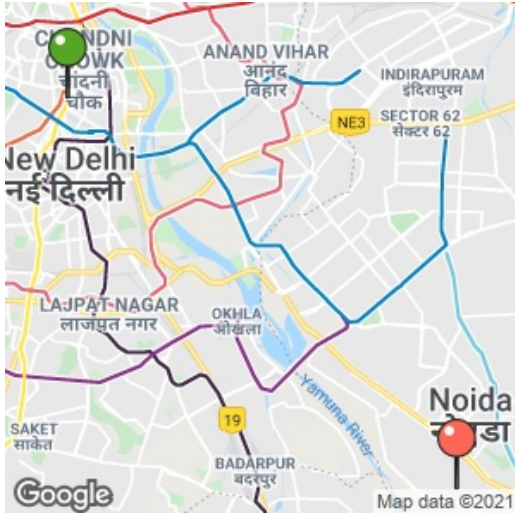 CHANDNI
CHOWK
चांदनी
चौक
ANAND VIHAR
आनंद
विहार
INDIRAPURAM
इंदिरापुरम
SECTOR 62
सेक्टर 62
NE3
New Delhi
नई दिल्ली
LAJPAT NAGAR
लाजपत नगर
OKHLA
ओखला
Yamuna River
Noida
SAKET
साकेत
19
BADARPUR
बदरपुर
Google
Map data ©2021